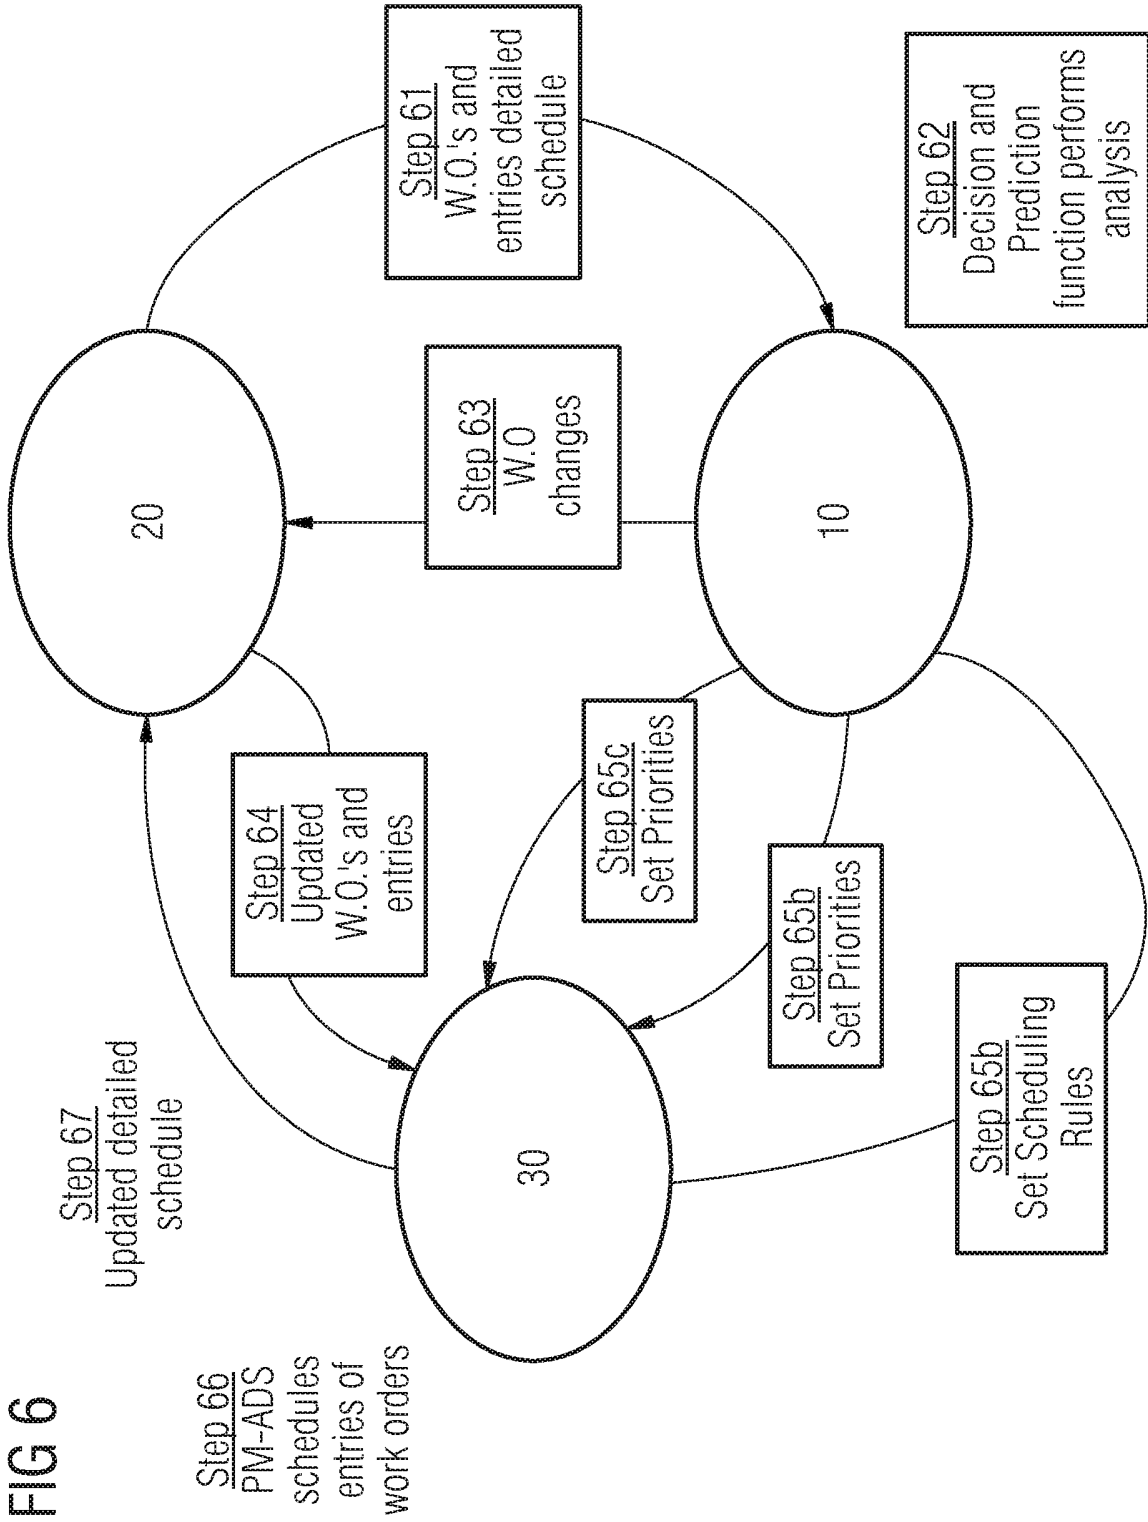 FIG 6
Step 66
PM-ADS
schedules
entries of
work orders
Step 67
Updated detailed
schedule
30
Step 64
Updated
W.O.'s and
entries
20
Step 61
W.O.'s and
entries detailed
schedule
Step 63
W.O
changes
10
Step 62
Decision and
Prediction
function performs
analysis
Step 65c
Set Priorities
Step 65b
Set Priorities
Step 65b
Set Scheduling
Rules